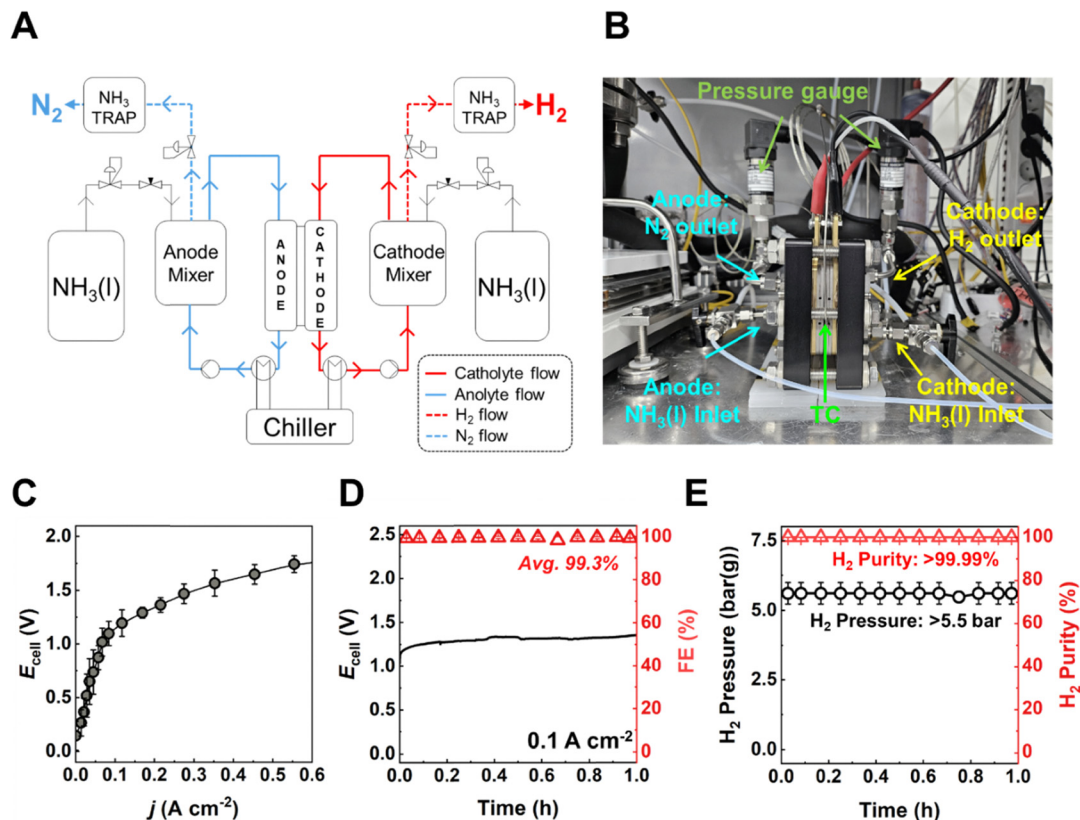 A
N2
NH3
TRAP
NH3
TRAP
H2
NH3(l)
Anode
Mixer
ANODE
CATHODE
Cathode
Mixer
NH3(l)
Chiller
Catholyte flow
Anolyte flow
H2 flow
N2 flow
B
Pressure gauge
Anode:
N2 outlet
Cathode:
H2 outlet
Anode:
NH3(l) Inlet
TC
Cathode:
NH3(l) Inlet
C
2.0
1.5
1.0
0.5
0.0
Ecell (V)
0.0 0.1 0.2 0.3 0.4 0.5 0.6
j (A cm-2)
D
2.5
2.0
1.5
1.0
0.5
0.0
Ecell (V)
Avg. 99.3%
0.1 A cm-2
100
80
60
40
20
0
FE (%)
0.0 0.2 0.4 0.6 0.8 1.0
Time (h)
E
7.5
5.0
2.5
0.0
H2 Pressure (bar(g))
H2 Purity: >99.99%
H2 Pressure: >5.5 bar
100
80
60
40
20
0
H2 Purity (%)
0.0 0.2 0.4 0.6 0.8 1.0
Time (h)